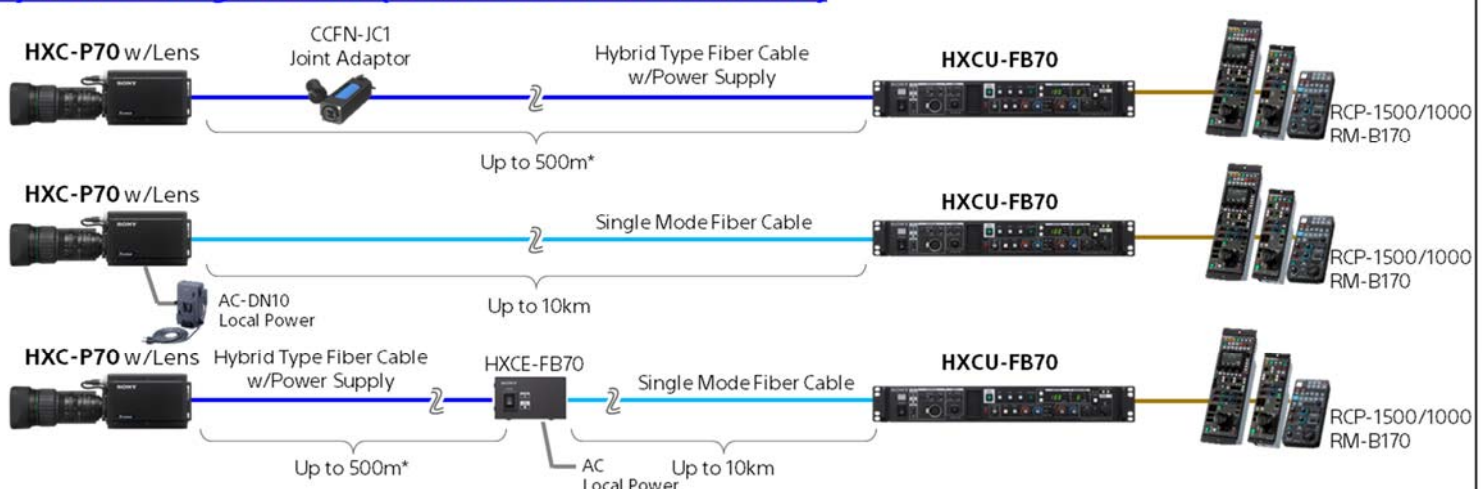 HXC-P70 w/Lens
CCFN-JC1
Joint Adaptor
Hybrid Type Fiber Cable
w/Power Supply
HXCU-FB70
SONY
RCP-1500/1000
RM-B170
Up to 500m*
HXC-P70 w/Lens
Single Mode Fiber Cable
HXCU-FB70
SONY
RCP-1500/1000
RM-B170
Up to 10km
AC-DN10
Local Power
HXC-P70 w/Lens
Hybrid Type Fiber Cable
w/Power Supply
HXCE-FB70
Single Mode Fiber Cable
HXCU-FB70
SONY
RCP-1500/1000
RM-B170
Up to 500m*
AC
Local Power
Up to 10km